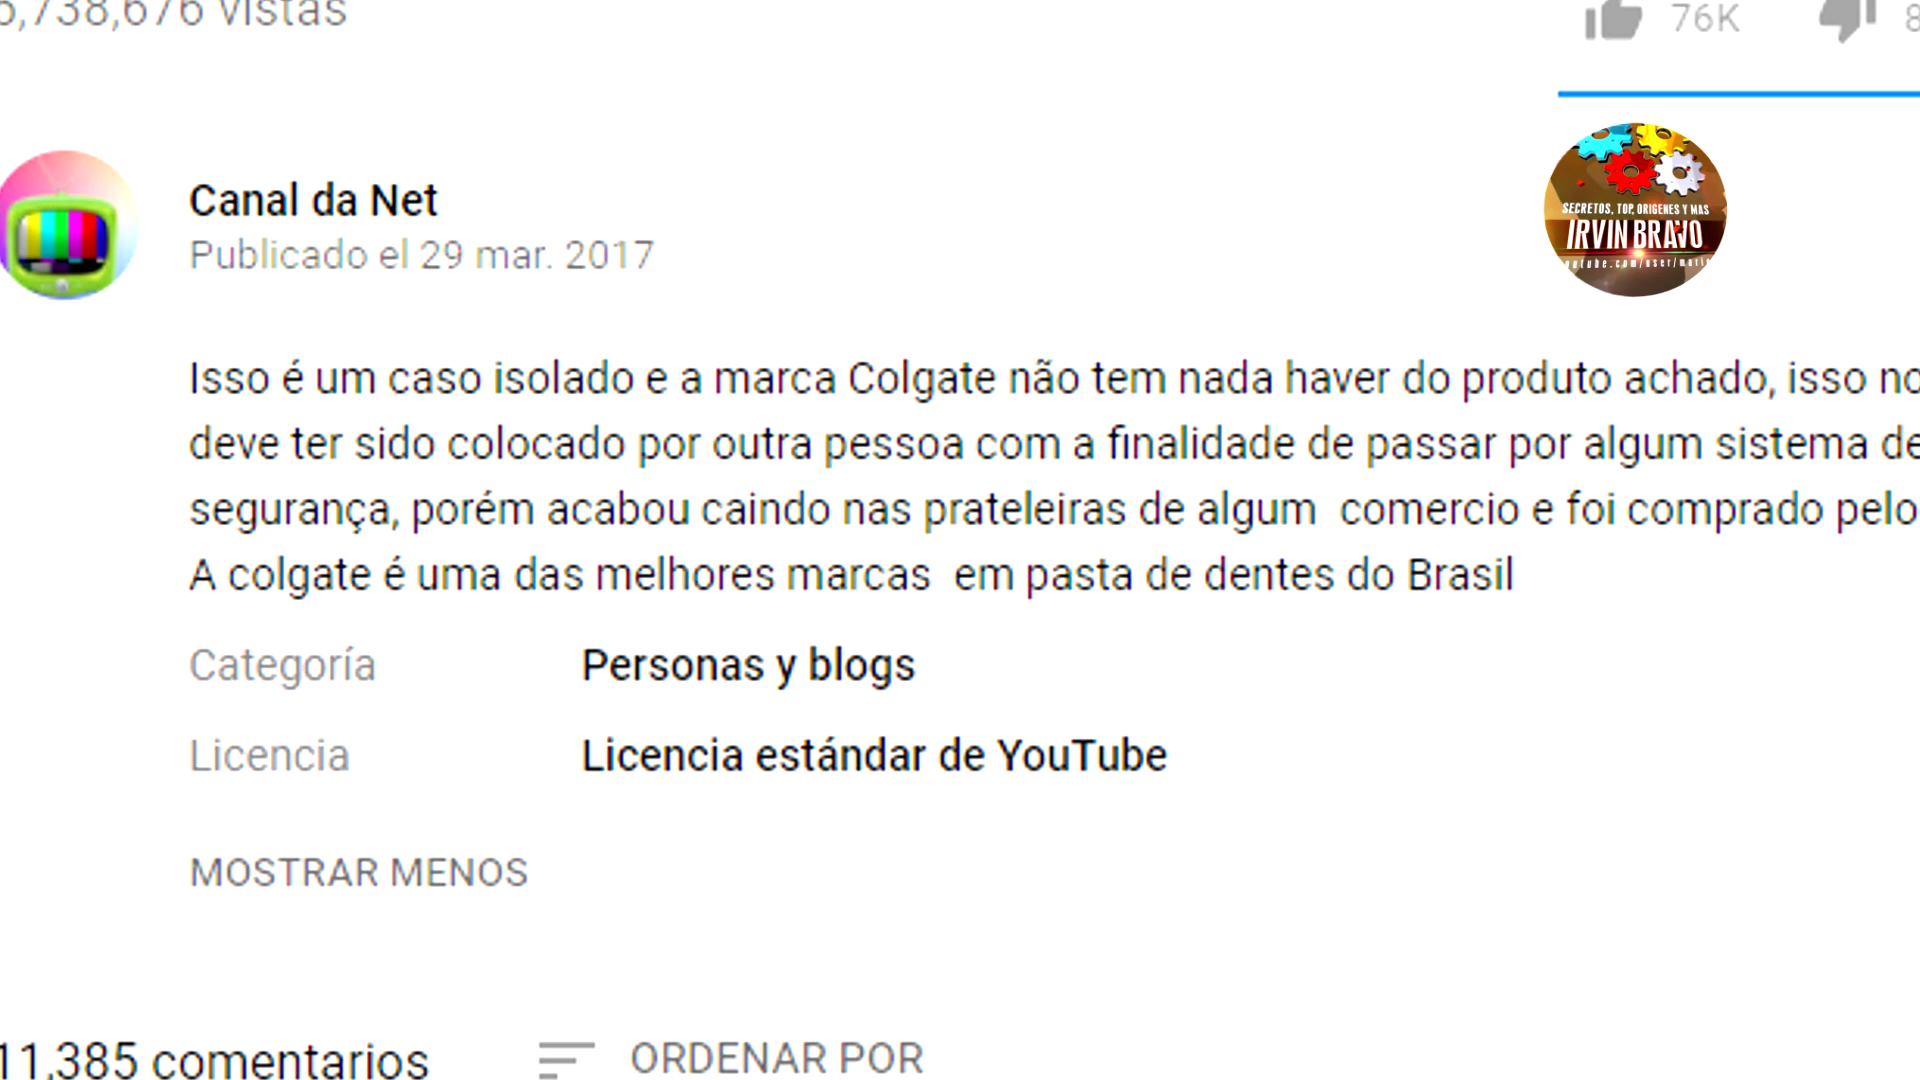 6,738,676 vistas
76K
8
Canal da Net
Publicado el 29 mar. 2017
SECRETOS, TOP, ORIGENES Y MAS
IRVIN BRAVO
Isso é um caso isolado e a marca Colgate não tem nada haver do produto achado, isso no
deve ter sido colocado por outra pessoa com a finalidade de passar por algum sistema de
segurança, porém acabou caindo nas prateleiras de algum  comercio e foi comprado pelo
A colgate é uma das melhores marcas  em pasta de dentes do Brasil
Categoría Personas y blogs
Licencia Licencia estándar de YouTube
MOSTRAR MENOS
11,385 comentarios ORDENAR POR